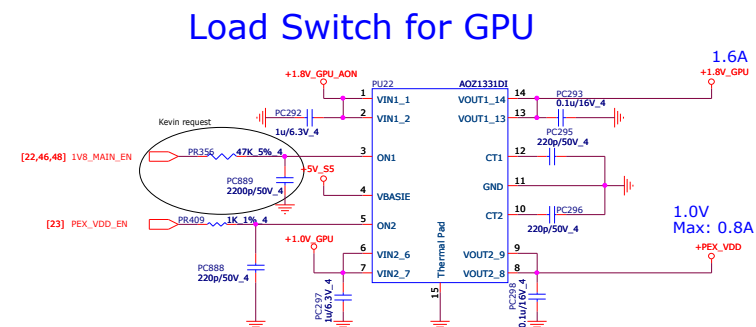 Load Switch for GPU
1.6A
+1.8V_GPU_AON
+1.8V_GPU
PU22
AOZ1331DI
1
VIN1_1
VOUT1_14
14
PC293
0.1u/16V_4
PC292
2
VIN1_2
VOUT1_13
13
1u/6.3V_4
Kevin request
PC295
220p/50V_4
[22,46,48] 1V8_MAIN_EN
PR356
47K_5%_4
3
ON1
CT1
12
+5V_S5
PC889
2200p/50V_4
4
VBASIE
GND
11
[23] PEX_VDD_EN
PR409
1K_1%_4
5
ON2
CT2
10
PC296
220p/50V_4
1.0V
Max: 0.8A
+1.0V_GPU
+PEX_VDD
6
VIN2_6
VOUT2_9
9
7
VIN2_7
VOUT2_8
8
Thermal Pad
15
PC888
220p/50V_4
PC297
1u/6.3V_4
PC298
0.1u/16V_4